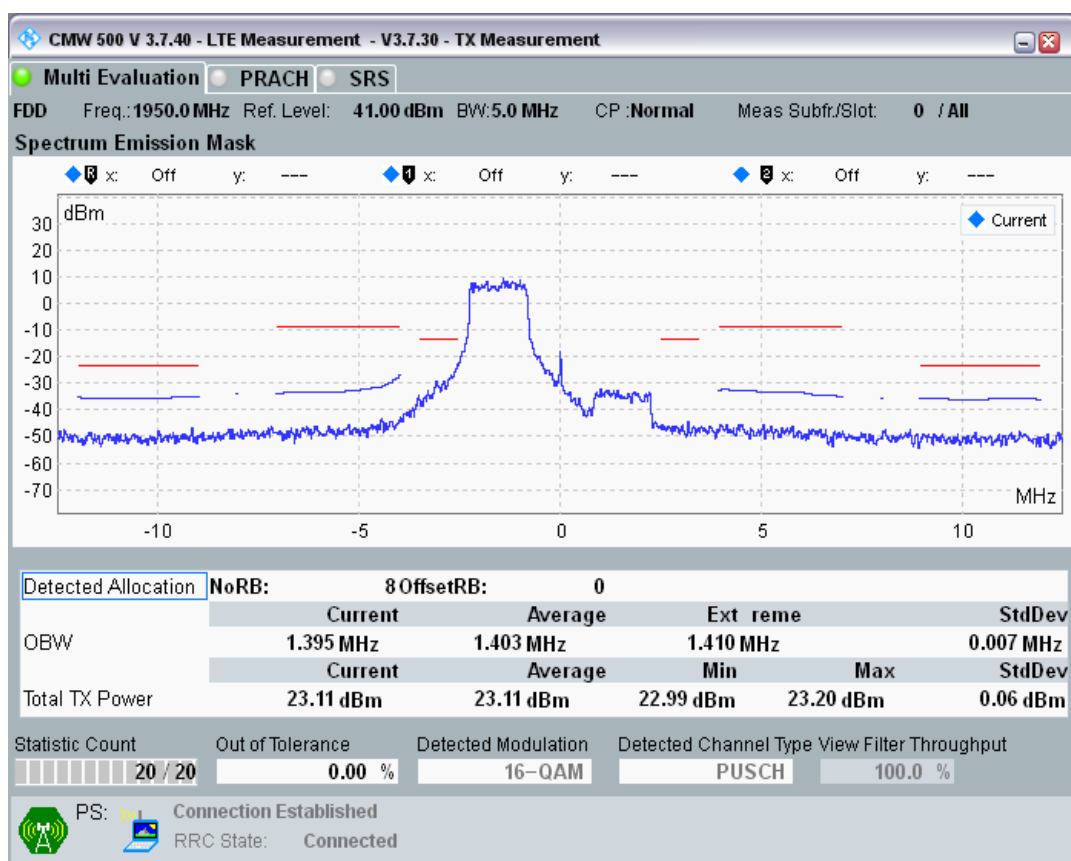 CMW 500 V 3.7.40 - LTE Measurement - V3.7.30 - TX Measurement
Multi Evaluation PRACH SRS
FDD Freq.: 1950.0 MHz Ref. Level: 41.00 dBm BW: 5.0 MHz CP : Normal Meas Subfr./Slot: 0 / All
Spectrum Emission Mask
R x: Off y: --- 1 x: Off y: --- 2 x: Off y: ---
dBm
Current
30
20
10
0
-10
-20
-30
-40
-50
-60
-70
MHz
-10 -5 0 5 10
Detected Allocation NoRB: 8 OffsetRB: 0
Current Average Ext reme StdDev
OBW 1.395 MHz 1.403 MHz 1.410 MHz 0.007 MHz
Current Average Min Max StdDev
Total TX Power 23.11 dBm 23.11 dBm 22.99 dBm 23.20 dBm 0.06 dBm
Statistic Count Out of Tolerance Detected Modulation Detected Channel Type View Filter Throughput
20 / 20 0.00 % 16-QAM PUSCH 100.0 %
PS: Connection Established
RRC State: Connected